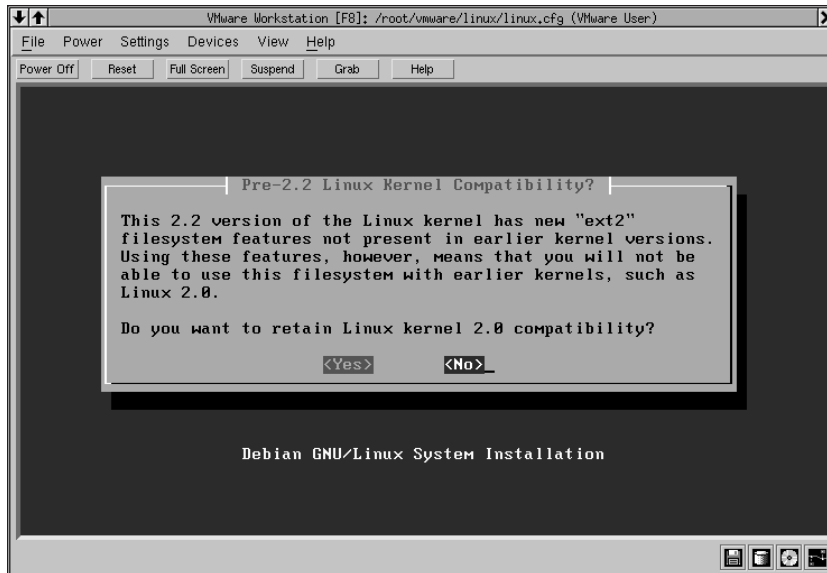 VMware Workstation [F8]: /root/vmware/linux/linux.cfg (VMware User)
File Power Settings Devices View Help
Power Off Reset Full Screen Suspend Grab Help
Pre-2.2 Linux Kernel Compatibility?
This 2.2 version of the Linux kernel has new "ext2"
filesystem features not present in earlier kernel versions.
Using these features, however, means that you will not be
able to use this filesystem with earlier kernels, such as
Linux 2.0.
Do you want to retain Linux kernel 2.0 compatibility?
<Yes> <No>_
Debian GNU/Linux System Installation